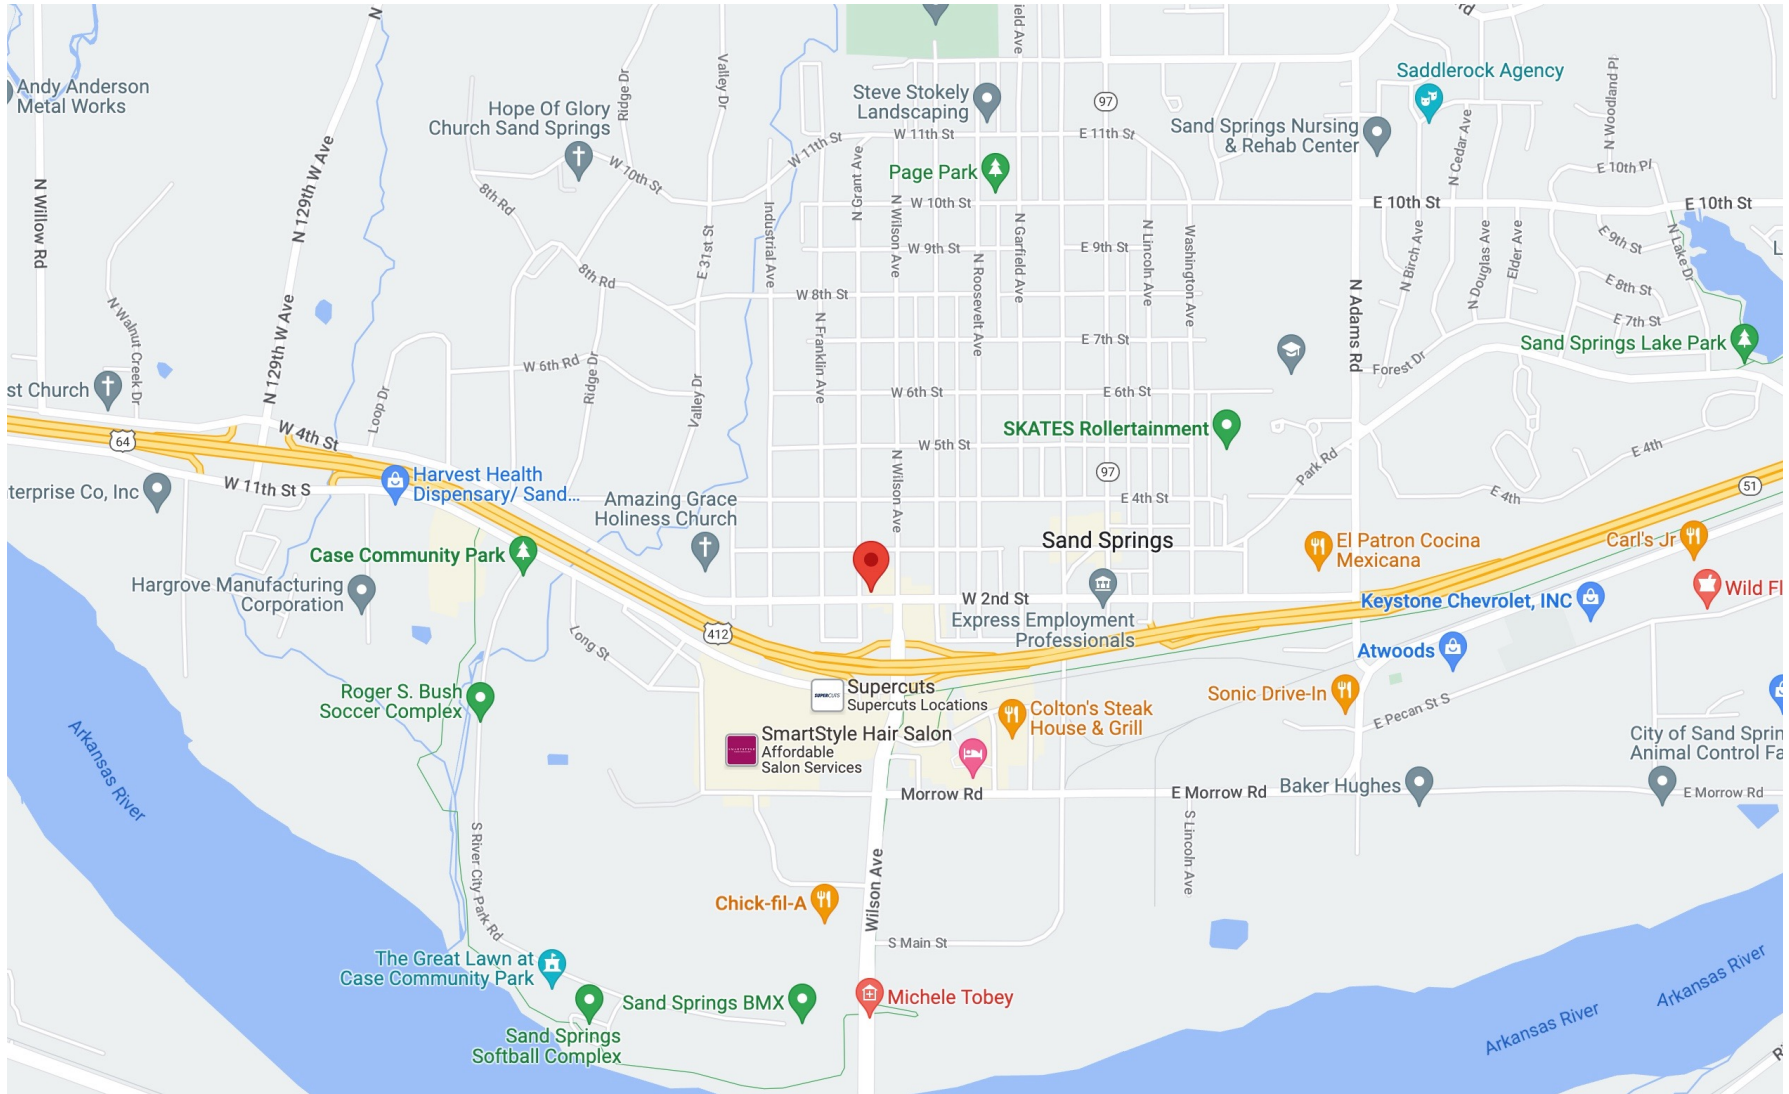 N
ield Ave
rd
Andy Anderson
Metal Works
Hope Of Glory
Church Sand Springs
Ridge Dr
Valley Dr
Steve Stokely
Landscaping
97
Saddlerock Agency
Sand Springs Nursing
& Rehab Center
N Woodland Pl
N Cedar Ave
W 11th St
W 11th St
E 11th St
Page Park
N Grant Ave
W 10th St
W 10th St
E 10th St
E 10th Pl
E 10th St
N Willow Rd
N 129th W Ave
8th Rd
Industrial Ave
N Wilson Ave
W 9th St
E 9th St
N Garfield Ave
N Lincoln Ave
Washington Ave
N Birch Ave
N Douglas Ave
Elder Ave
E 9th St
N Lake Dr
L
E 31st St
8th Rd
W 8th St
N Roosevelt Ave
E 8th St
N Walnut Creek Dr
N 129th W Ave
N Franklin Ave
E 7th St
N Adams Rd
E 7th St
Sand Springs Lake Park
Forest Dr
W 6th Rd
Ridge Dr
Valley Dr
Loop Dr
W 6th St
E 6th St
st Church
SKATES Rollertainment
W 4th St
64
W 5th St
E 4th
Park Rd
97
N Wilson Ave
Harvest Health
Dispensary/ Sand...
W 11th St S
terprise Co, Inc
Amazing Grace
Holiness Church
E 4th St
E 4th
51
Case Community Park
Sand Springs
El Patron Cocina
Mexicana
Carl's Jr
Hargrove Manufacturing
Corporation
W 2nd St
Keystone Chevrolet, INC
Wild Fl
412
Express Employment
Professionals
Long St
Atwoods
Roger S. Bush
Soccer Complex
Supercuts
Supercuts Locations
SUPERCUTS
Colton's Steak
House & Grill
Sonic Drive-In
E Pecan St S
SmartStyle Hair Salon
Affordable
Salon Services
City of Sand Sprin
Animal Control Fa
Arkansas River
Morrow Rd
E Morrow Rd
Baker Hughes
E Morrow Rd
S River City Park Rd
S Lincoln Ave
Wilson Ave
Chick-fil-A
S Main St
The Great Lawn at
Case Community Park
Sand Springs BMX
Michele Tobey
Arkansas River
Arkansas River
Sand Springs
Softball Complex
Ri